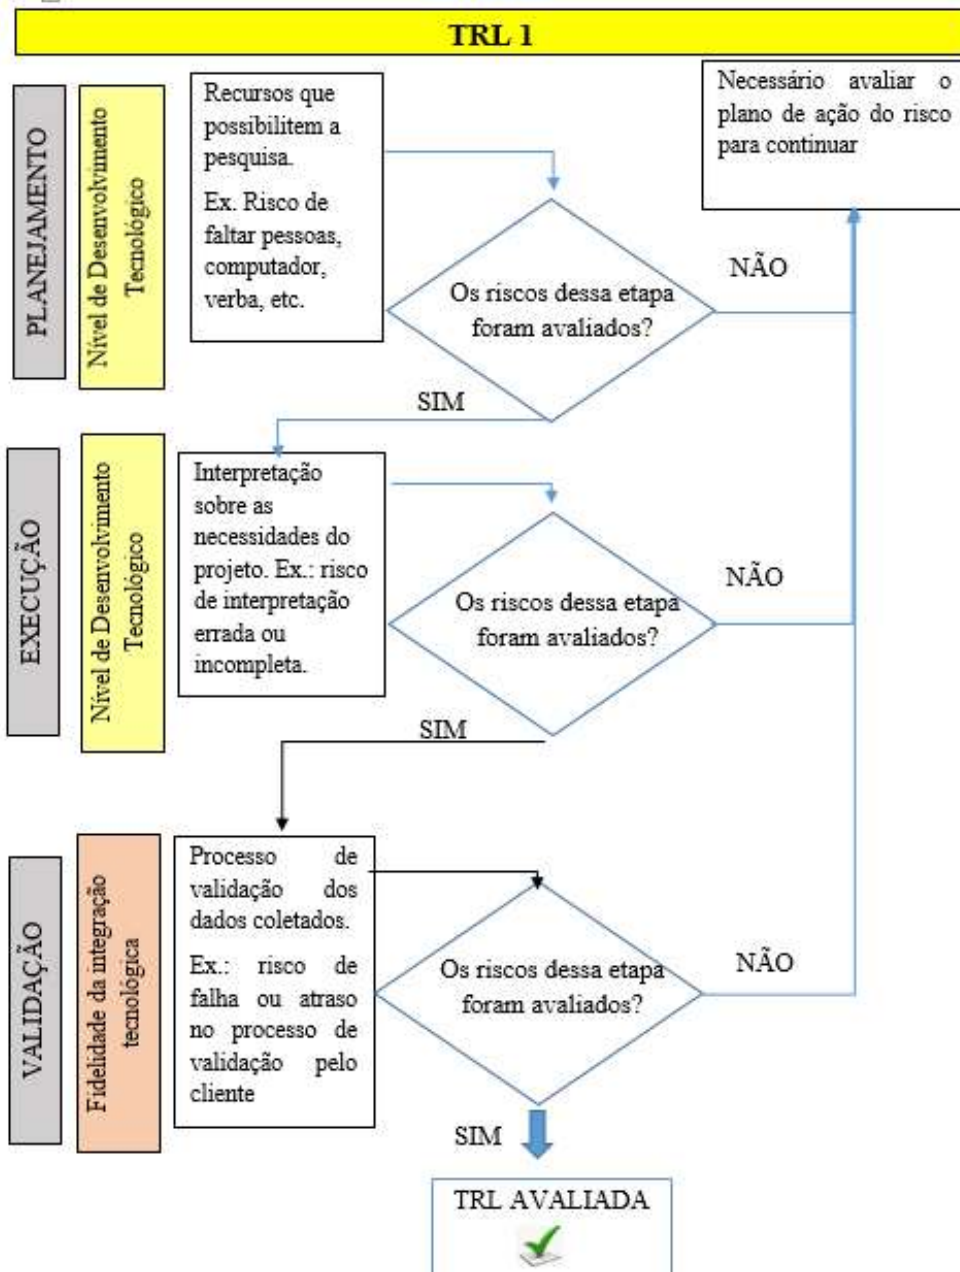 TRL 1
PLANEJAMENTO
Nível de Desenvolvimento
Tecnológico
Recursos que
possibilitem a
pesquisa.
Ex. Risco de
faltar pessoas,
computador,
verba, etc.
Os riscos dessa etapa
foram avaliados?
NÃO
Necessário avaliar o
plano de ação do risco
para continuar
SIM
EXECUÇÃO
Nível de Desenvolvimento
Tecnológico
Interpretação
sobre as
necessidades do
projeto. Ex.: risco
de interpretação
errada ou
incompleta.
Os riscos dessa etapa
foram avaliados?
NÃO
SIM
VALIDAÇÃO
Fidelidade da integração
tecnológica
Processo de
validação dos
dados coletados.
Ex.: risco de
falha ou atraso
no processo de
validação pelo
cliente
Os riscos dessa etapa
foram avaliados?
NÃO
SIM
TRL AVALIADA